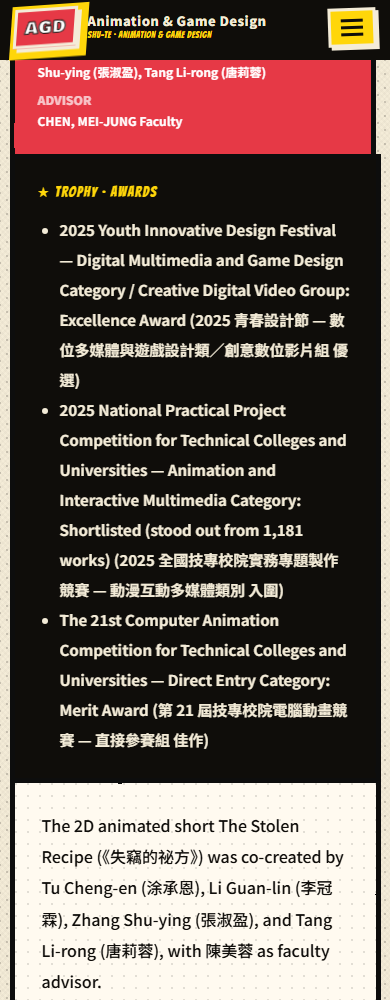 AGD
Animation & Game Design
SHU-TE · ANIMATION & GAME DESIGN
Shu-ying (張淑盈), Tang Li-rong (唐莉蓉)
ADVISOR
CHEN, MEI-JUNG Faculty
★ TROPHY · AWARDS
• 2025 Youth Innovative Design Festival
— Digital Multimedia and Game Design
Category / Creative Digital Video Group:
Excellence Award (2025 青春設計節 — 數
位多媒體與遊戲設計類／創意數位影片組 優
選)
• 2025 National Practical Project
Competition for Technical Colleges and
Universities — Animation and
Interactive Multimedia Category:
Shortlisted (stood out from 1,181
works) (2025 全國技專校院實務專題製作
競賽 — 動漫互動多媒體類別 入圍)
• The 21st Computer Animation
Competition for Technical Colleges and
Universities — Direct Entry Category:
Merit Award (第 21 屆技專校院電腦動畫競
賽 — 直接參賽組 佳作)
The 2D animated short The Stolen
Recipe (《失竊的祕方》) was co-created by
Tu Cheng-en (涂承恩), Li Guan-lin (李冠
霖), Zhang Shu-ying (張淑盈), and Tang
Li-rong (唐莉蓉), with 陳美蓉 as faculty
advisor.